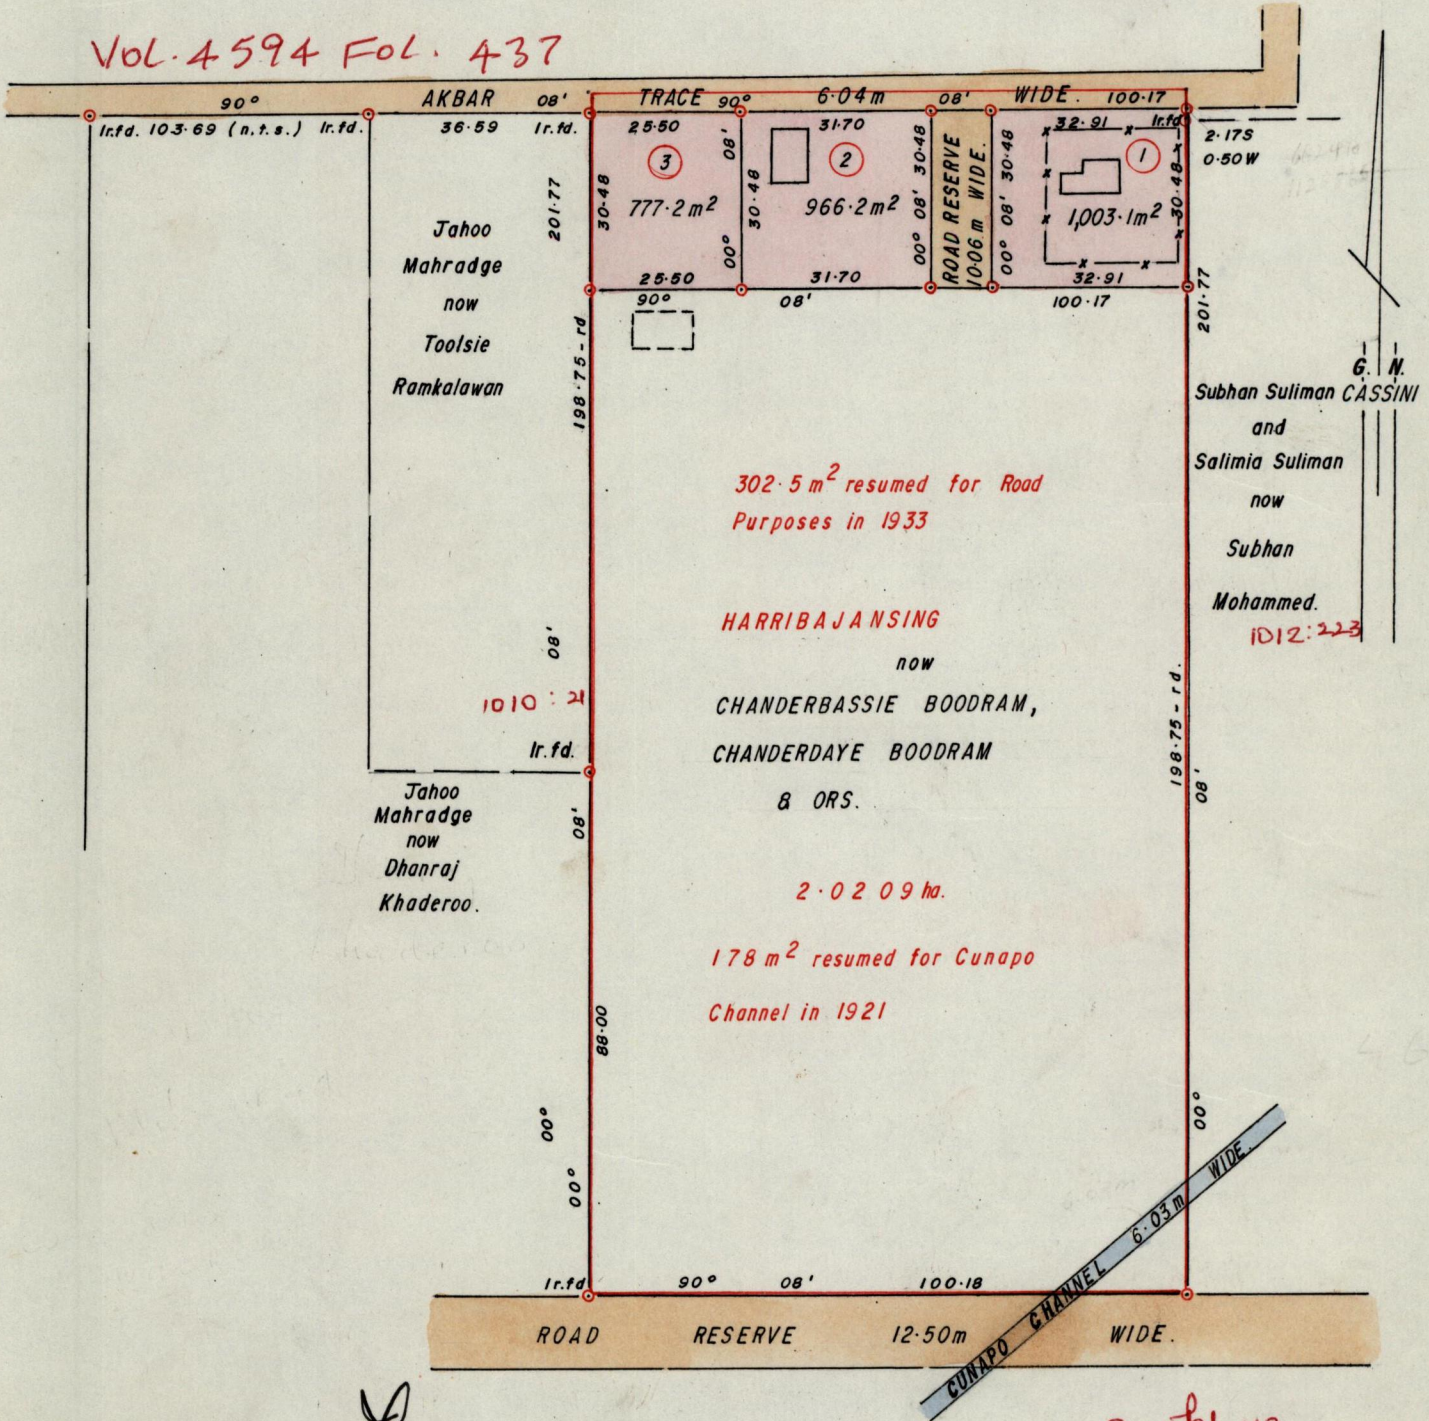 Vol. 4594 Fol. 437
90° AKBAR 08' TRACE 90° 6·04m 08' WIDE. 100·17
Ir.fd. 103·69 (n.t.s.) Ir.fd. 36·59 Ir.fd. 25·50 31·70 32·91 Ir.fd
2·17S
0·50W
3
777·2m²
30·48
201·77
08'
00°
30·48
2
966·2m²
30·48
08'
00°
ROAD RESERVE
10·06m WIDE.
30·48
08'
00°
1
1,003·1m²
30·48
25·50 31·70 32·91
90° 08' 100·17
201·77
Jahoo
Mahradge
now
Toolsie
Ramkalawan
198·75-rd
08'
1010:21
Ir.fd.
G. N.
CASSINI
Subhan Suliman
and
Salimia Suliman
now
Subhan
Mohammed.
1012:223
302·5m² resumed for Road
Purposes in 1933
HARRIBAJANSING
now
CHANDERBASSIE BOODRAM,
CHANDERDAYE BOODRAM
& ORS.
2·0209ha.
178m² resumed for Cunapo
Channel in 1921
198·75-rd.
08'
00°
Jahoo
Mahradge
now
Dhanraj
Khaderoo.
08'
88·00
00°
00°
Ir.fd 90° 08' 100·18
ROAD RESERVE 12·50m WIDE.
CUNAPO CHANNEL 6·03m WIDE.